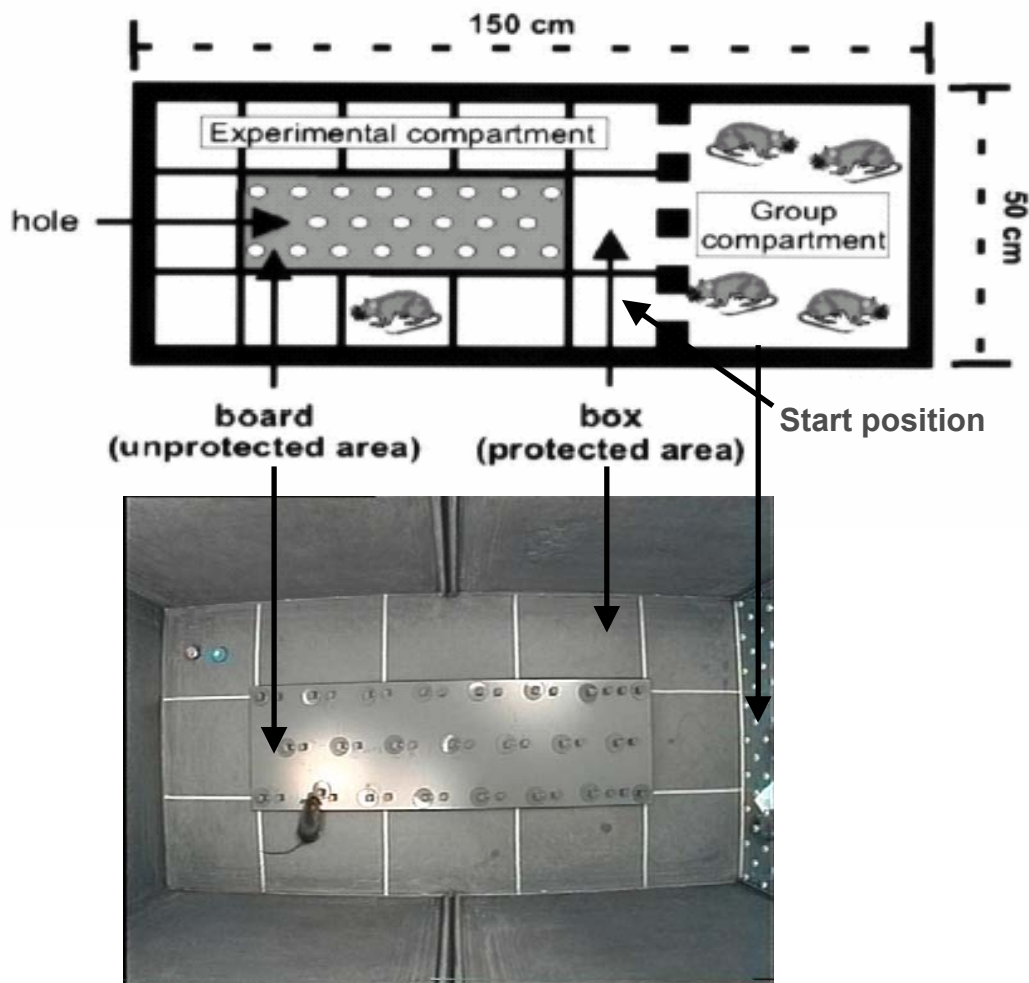 150 cm
Experimental compartment
hole
Group
compartment
50 cm
board
(unprotected area)
box
(protected area)
Start position